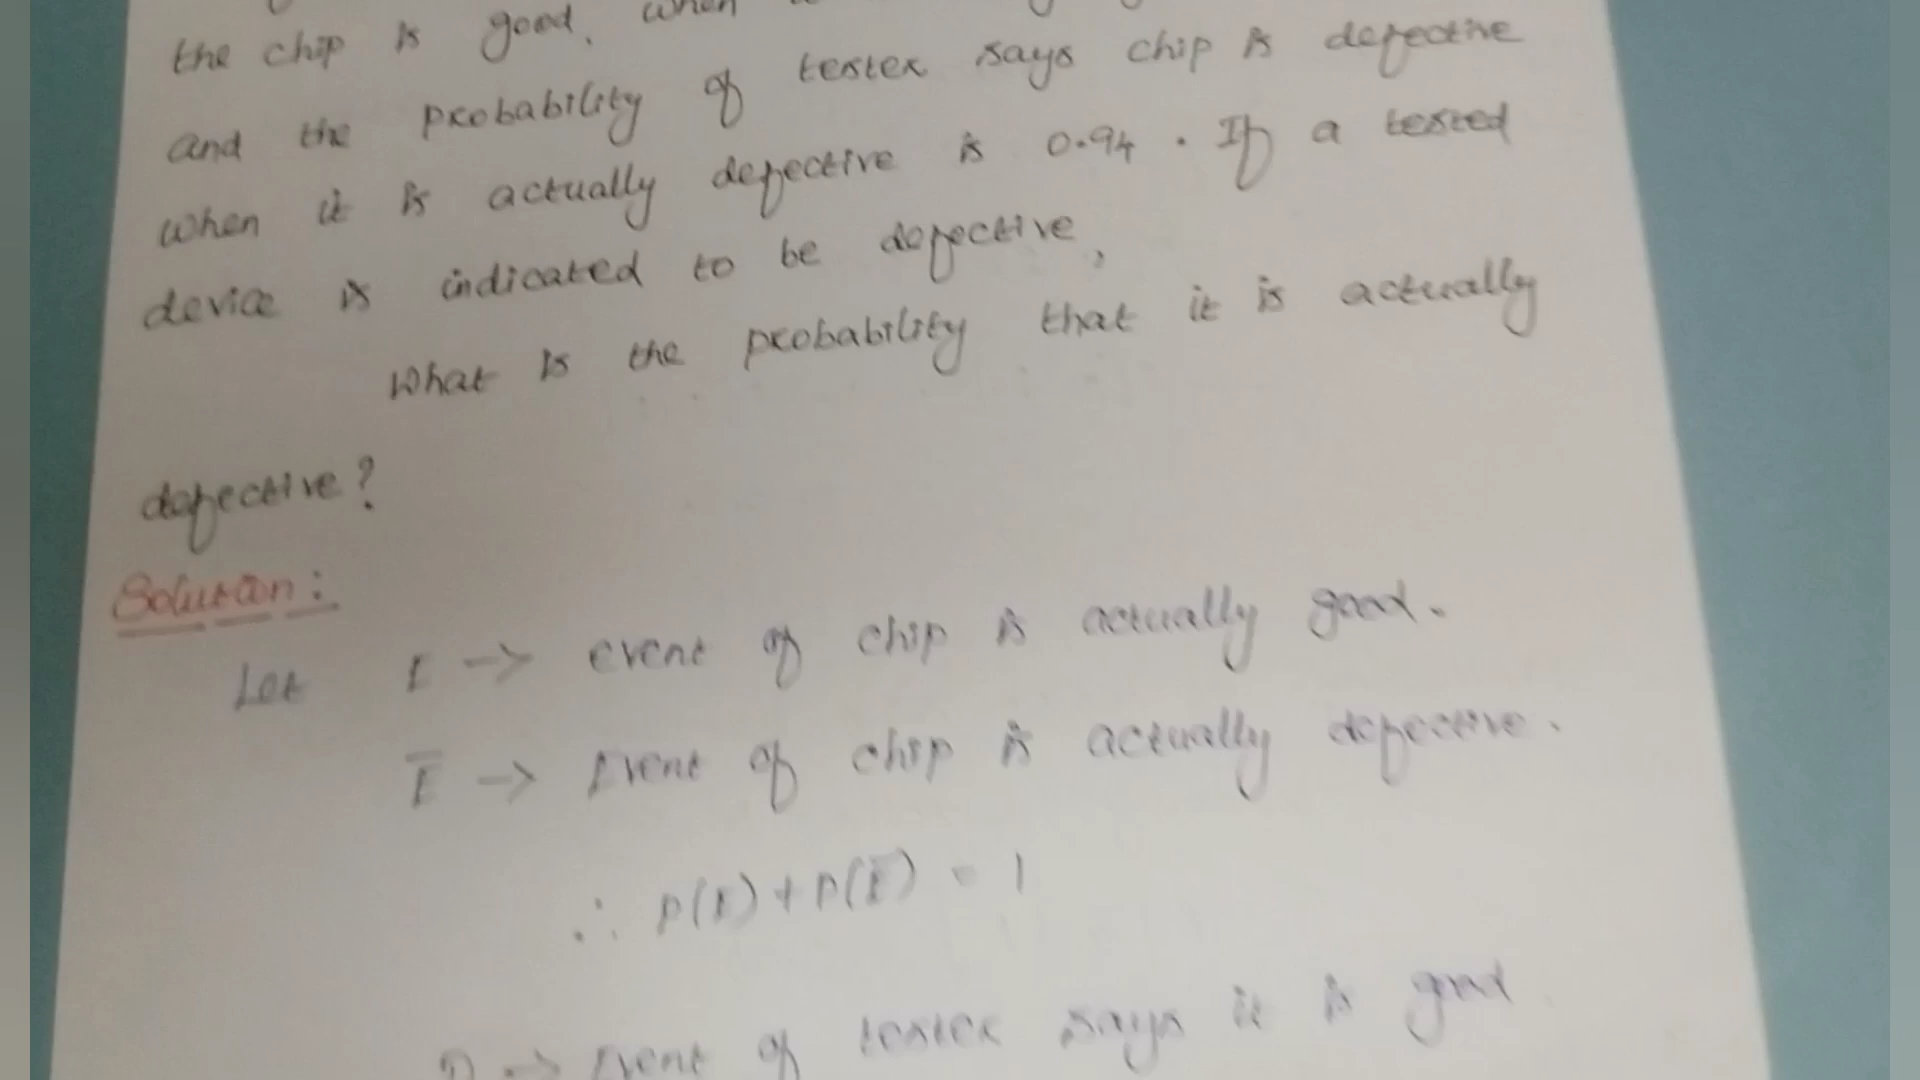 the chip is good. when
and the probability of tester says chip is defective
when it is actually defective is 0.94 . If a tested
device is indicated to be defective,
What is the probability that it is actually
defective?
Solution:
Let E -> event of chip is actually good.
E̅ -> Event of chip is actually defective.
∴ P(E) + P(E̅) = 1
-> Event of tester says it is good